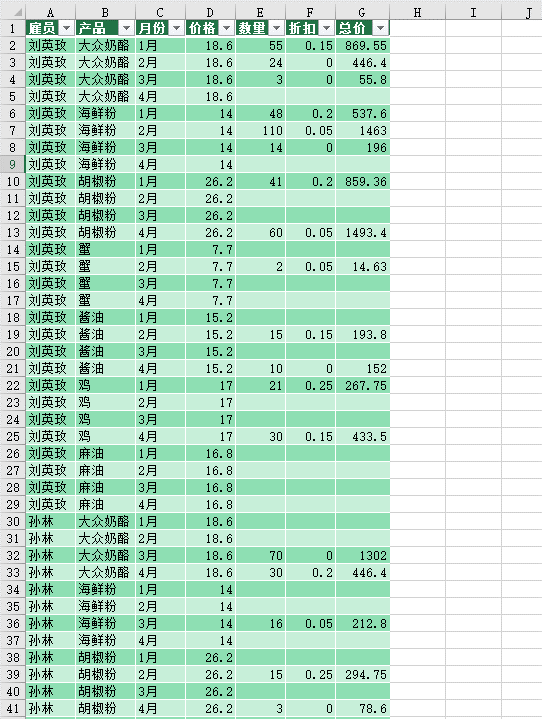 A B C D E F G H I J
1 雇员 产品 月份 价格 数里 折扣 总价
2 刘英玫 大众奶酪 1月 18.6 55 0.15 869.55
3 刘英玫 大众奶酪 2月 18.6 24 0 446.4
4 刘英玫 大众奶酪 3月 18.6 3 0 55.8
5 刘英玫 大众奶酪 4月 18.6
6 刘英玫 海鲜粉 1月 14 48 0.2 537.6
7 刘英玫 海鲜粉 2月 14 110 0.05 1463
8 刘英玫 海鲜粉 3月 14 14 0 196
9 刘英玫 海鲜粉 4月 14
10 刘英玫 胡椒粉 1月 26.2 41 0.2 859.36
11 刘英玫 胡椒粉 2月 26.2
12 刘英玫 胡椒粉 3月 26.2
13 刘英玫 胡椒粉 4月 26.2 60 0.05 1493.4
14 刘英玫 蟹 1月 7.7
15 刘英玫 蟹 2月 7.7 2 0.05 14.63
16 刘英玫 蟹 3月 7.7
17 刘英玫 蟹 4月 7.7
18 刘英玫 酱油 1月 15.2
19 刘英玫 酱油 2月 15.2 15 0.15 193.8
20 刘英玫 酱油 3月 15.2
21 刘英玫 酱油 4月 15.2 10 0 152
22 刘英玫 鸡 1月 17 21 0.25 267.75
23 刘英玫 鸡 2月 17
24 刘英玫 鸡 3月 17
25 刘英玫 鸡 4月 17 30 0.15 433.5
26 刘英玫 麻油 1月 16.8
27 刘英玫 麻油 2月 16.8
28 刘英玫 麻油 3月 16.8
29 刘英玫 麻油 4月 16.8
30 孙林 大众奶酪 1月 18.6
31 孙林 大众奶酪 2月 18.6
32 孙林 大众奶酪 3月 18.6 70 0 1302
33 孙林 大众奶酪 4月 18.6 30 0.2 446.4
34 孙林 海鲜粉 1月 14
35 孙林 海鲜粉 2月 14
36 孙林 海鲜粉 3月 14 16 0.05 212.8
37 孙林 海鲜粉 4月 14
38 孙林 胡椒粉 1月 26.2
39 孙林 胡椒粉 2月 26.2 15 0.25 294.75
40 孙林 胡椒粉 3月 26.2
41 孙林 胡椒粉 4月 26.2 3 0 78.6